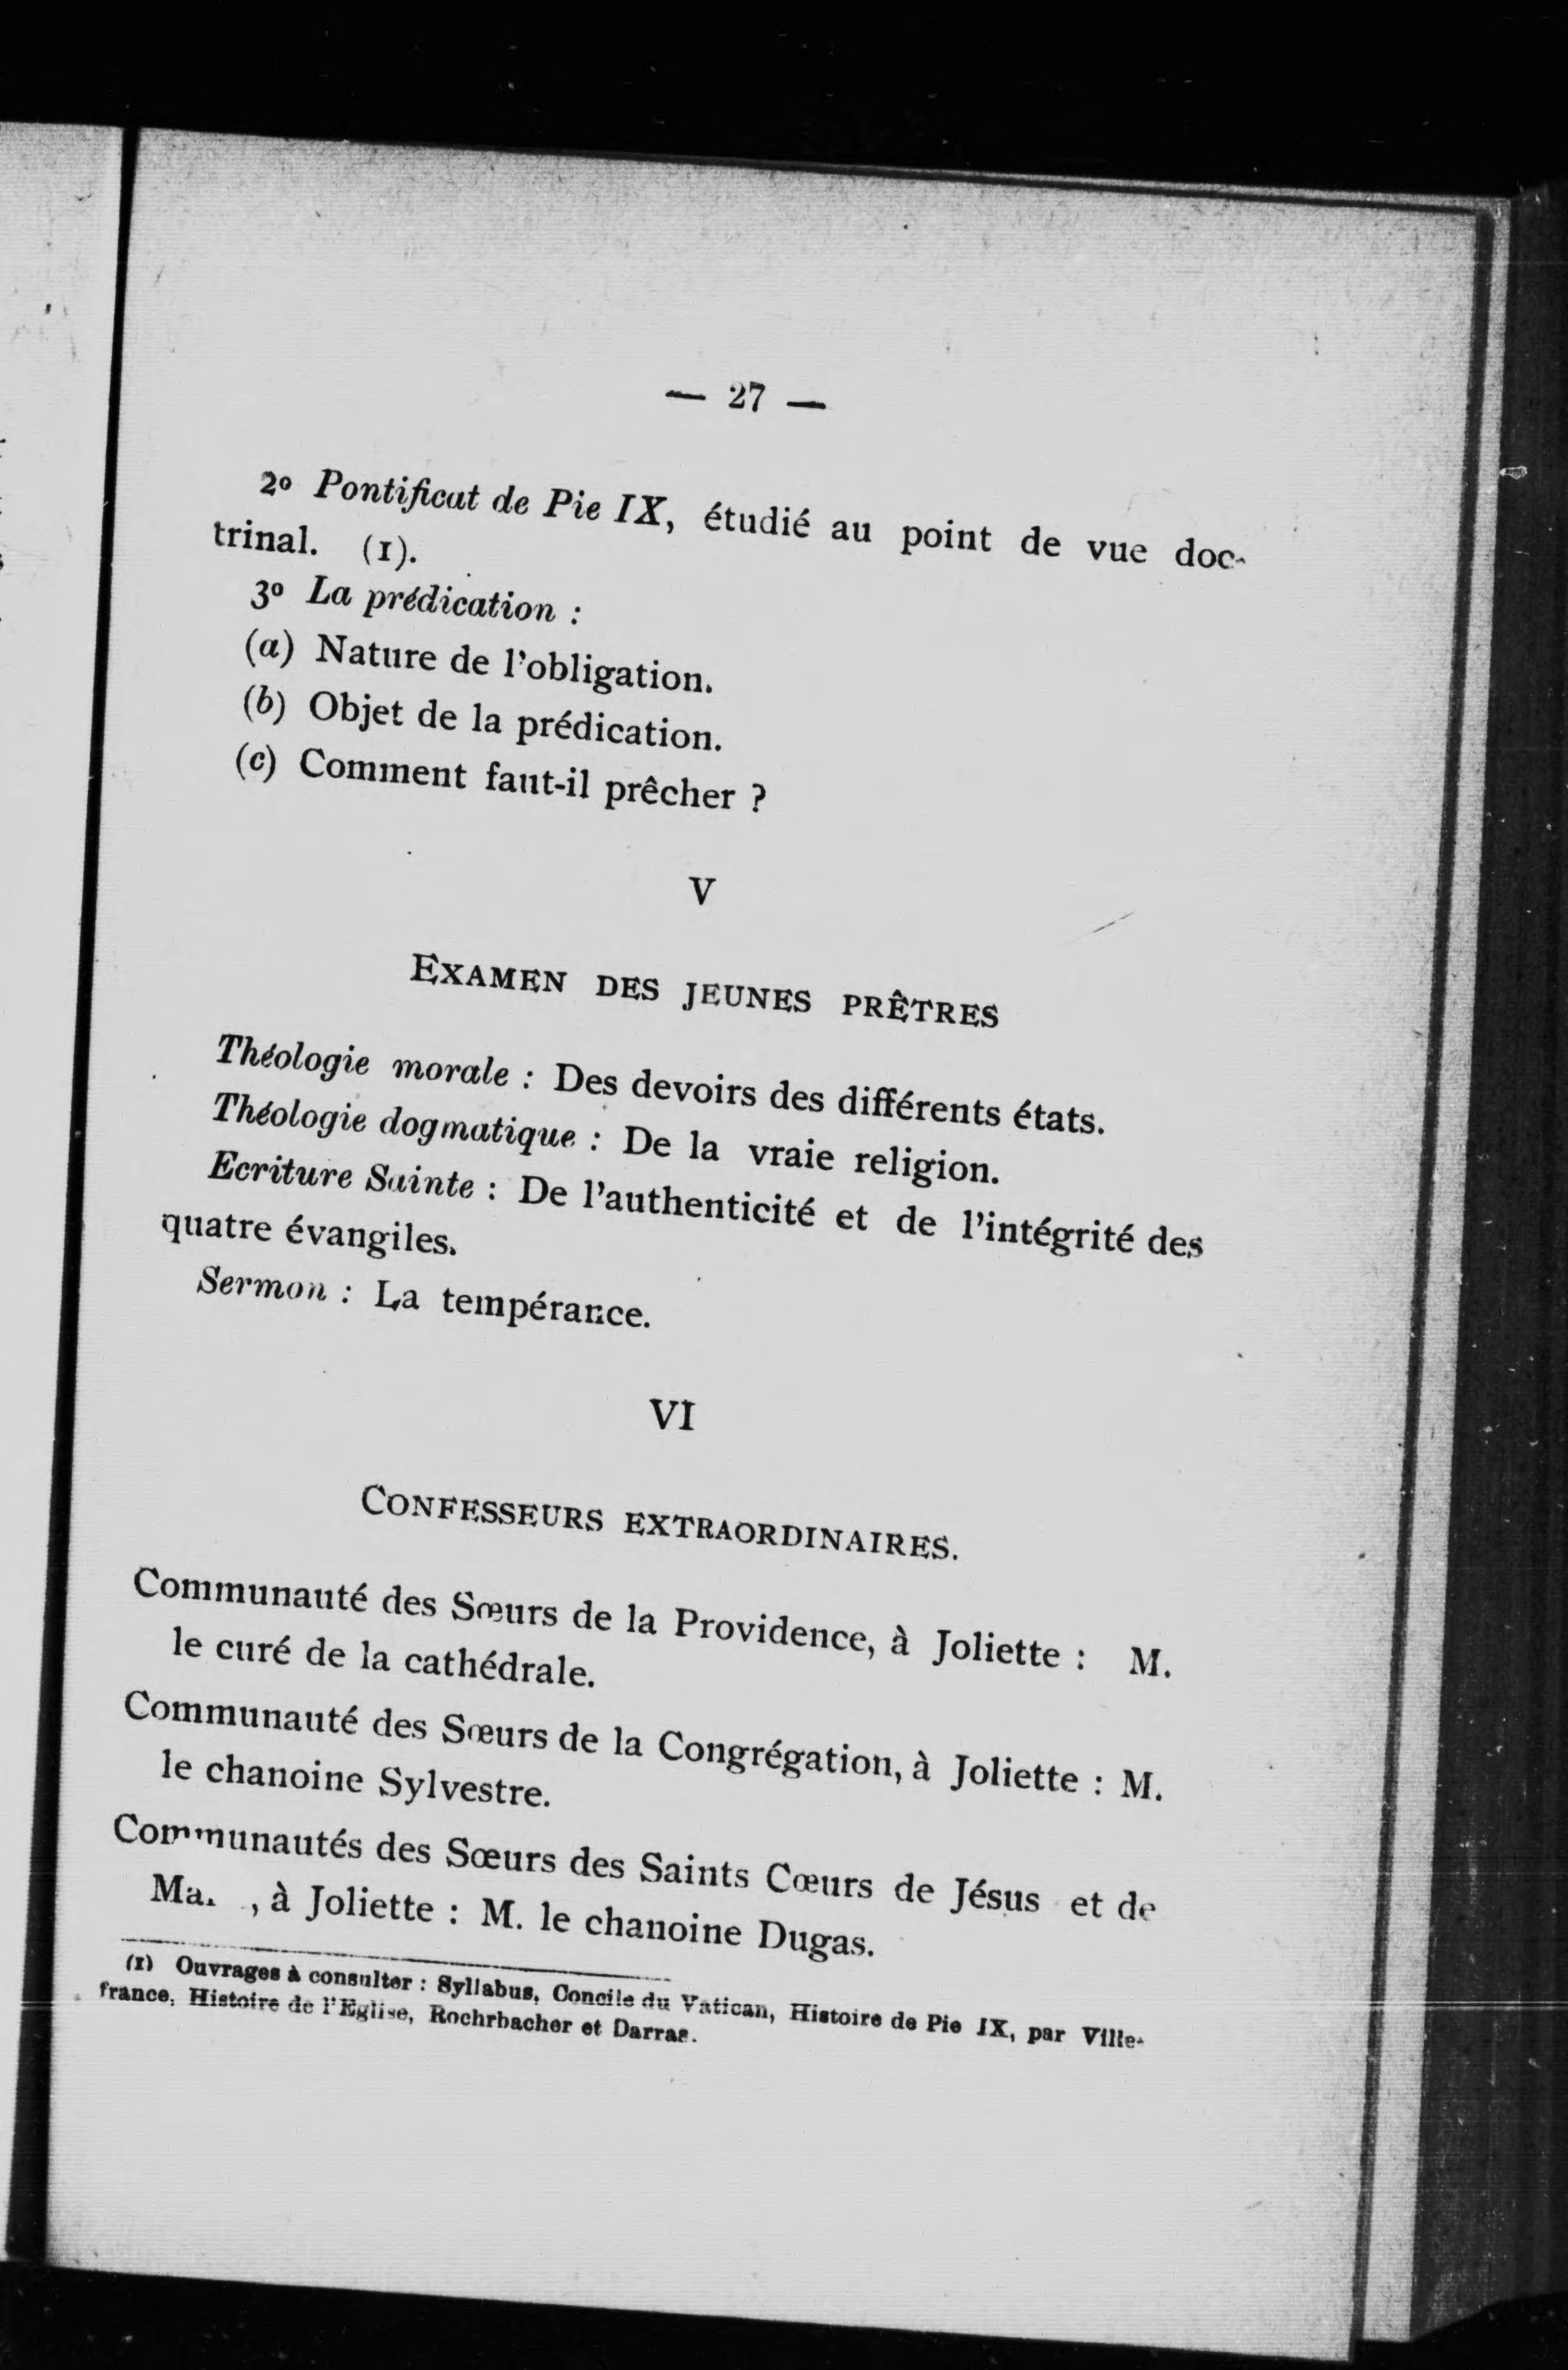 — 27 —
2º Pontificat de Pie IX, étudié au point de vue doc-
trinal. (1).
3º La prédication :
(a) Nature de l'obligation.
(b) Objet de la prédication.
(c) Comment faut-il prêcher ?
V
EXAMEN DES JEUNES PRÊTRES
Théologie morale : Des devoirs des différents états.
Théologie dogmatique : De la vraie religion.
Ecriture Sainte : De l'authenticité et de l'intégrité des
quatre évangiles.
Sermon : La tempérance.
VI
CONFESSEURS EXTRAORDINAIRES.
Communauté des Sœurs de la Providence, à Joliette : M.
le curé de la cathédrale.
Communauté des Sœurs de la Congrégation, à Joliette : M.
le chanoine Sylvestre.
Communautés des Sœurs des Saints Cœurs de Jésus et de
, à Joliette : M. le chanoine Dugas.
(1) Ouvrages à consulter : Syllabus, Concile du Vatican, Histoire de Pie IX, par Ville-
france, Histoire de l'Eglise, Rochrbacher et Darras.